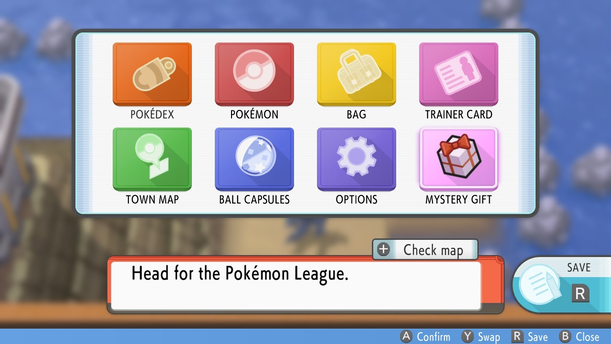 POKÉDEX
POKÉMON
BAG
TRAINER CARD
TOWN MAP
BALL CAPSULES
OPTIONS
MYSTERY GIFT
+ Check map
Head for the Pokémon League.
SAVE
R
A Confirm Y Swap R Save B Close